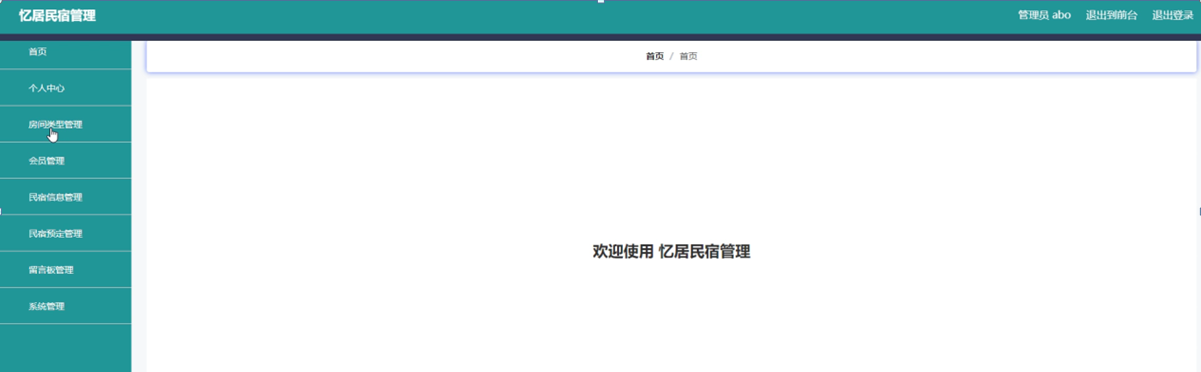 忆居民宿管理
管理员 abo 退出到前台 退出登录
首页
个人中心
房间类型管理
会员管理
民宿信息管理
民宿预定管理
留言板管理
系统管理
首页 / 首页
欢迎使用 忆居民宿管理